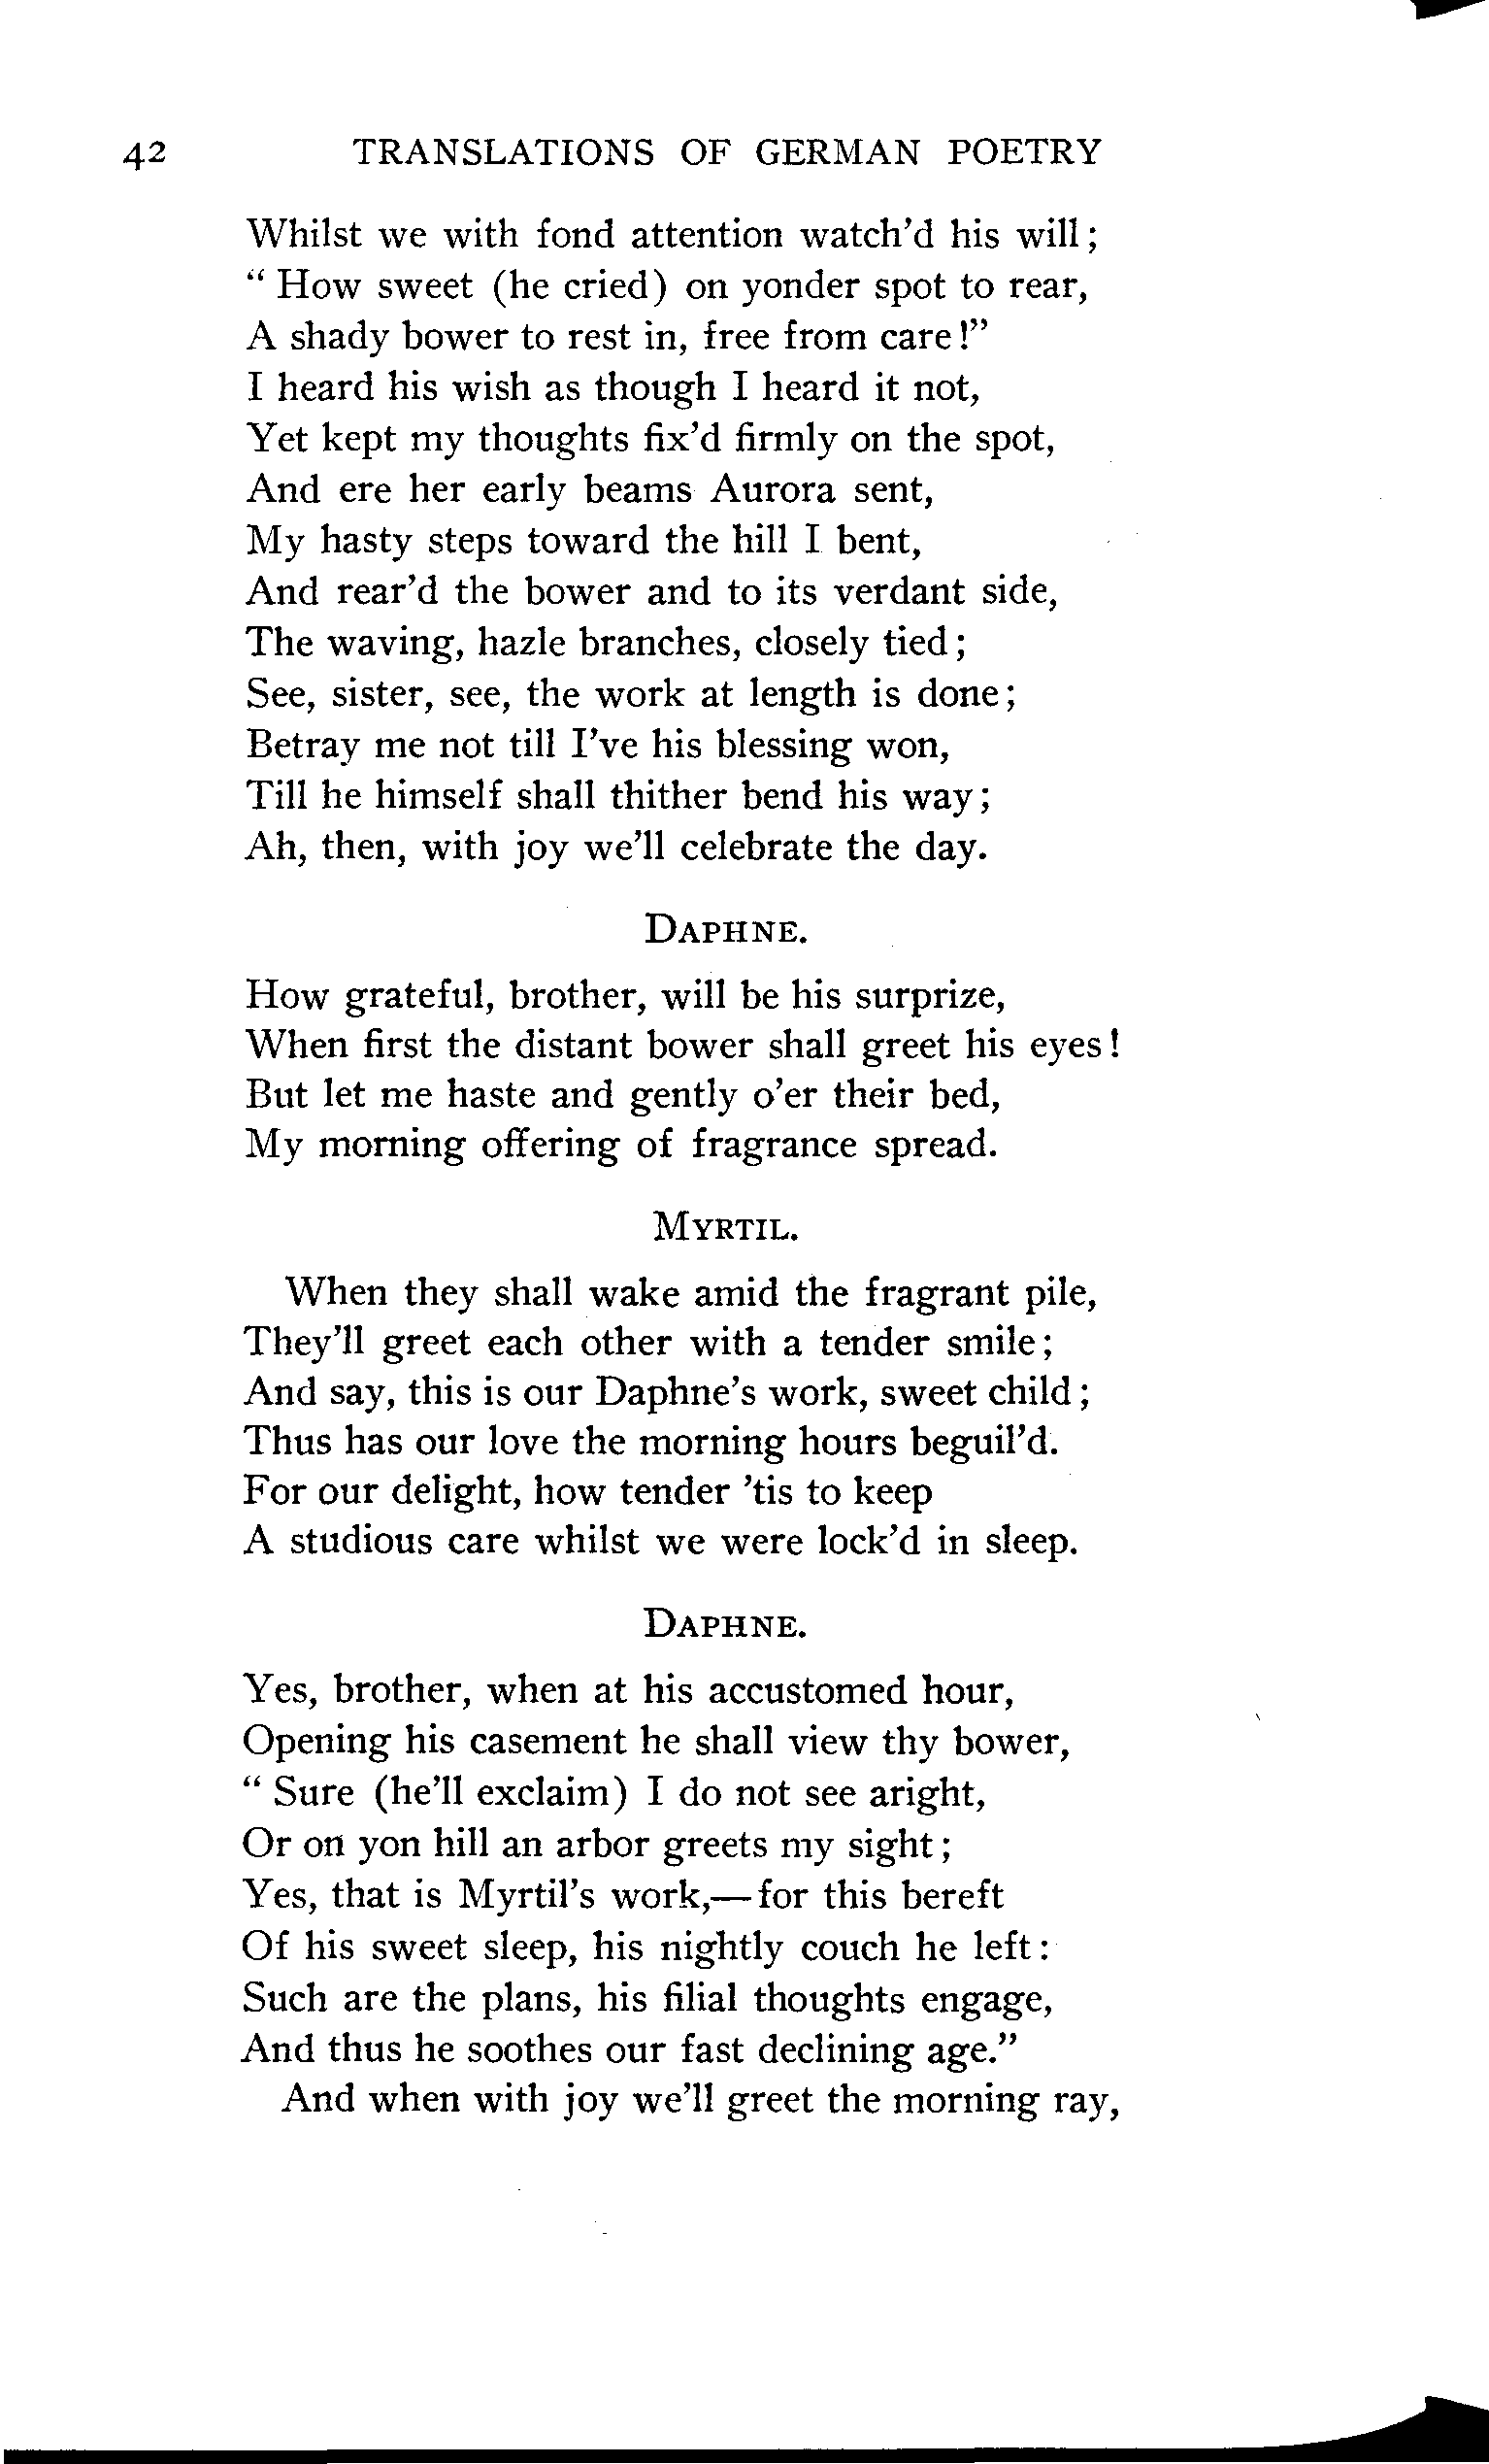 42 TRANSLATIONS OF GERMAN POETRY
Whilst we with fond attention watch'd his will;
" How sweet (he cried) on yonder spot to rear,
A shady bower to rest in, free from care!"
I heard his wish as though I heard it not,
Yet kept my thoughts fix'd firmly on the spot,
And ere her early beams Aurora sent,
My hasty steps toward the hill I bent,
And rear'd the bower and to its verdant side,
The waving, hazle branches, closely tied;
See, sister, see, the work at length is done;
Betray me not till I've his blessing won,
Till he himself shall thither bend his way;
Ah, then, with joy we'll celebrate the day.
DAPHNE.
How grateful, brother, will be his surprize,
When first the distant bower shall greet his eyes!
But let me haste and gently o'er their bed,
My morning offering of fragrance spread.
MYRTIL.
When they shall wake amid the fragrant pile,
They'll greet each other with a tender smile;
And say, this is our Daphne's work, sweet child;
Thus has our love the morning hours beguil'd.
For our delight, how tender 'tis to keep
A studious care whilst we were lock'd in sleep.
DAPHNE.
Yes, brother, when at his accustomed hour,
Opening his casement he shall view thy bower,
" Sure (he'll exclaim) I do not see aright,
Or on yon hill an arbor greets my sight;
Yes, that is Myrtil's work,—for this bereft
Of his sweet sleep, his nightly couch he left:
Such are the plans, his filial thoughts engage,
And thus he soothes our fast declining age."
And when with joy we'll greet the morning ray,